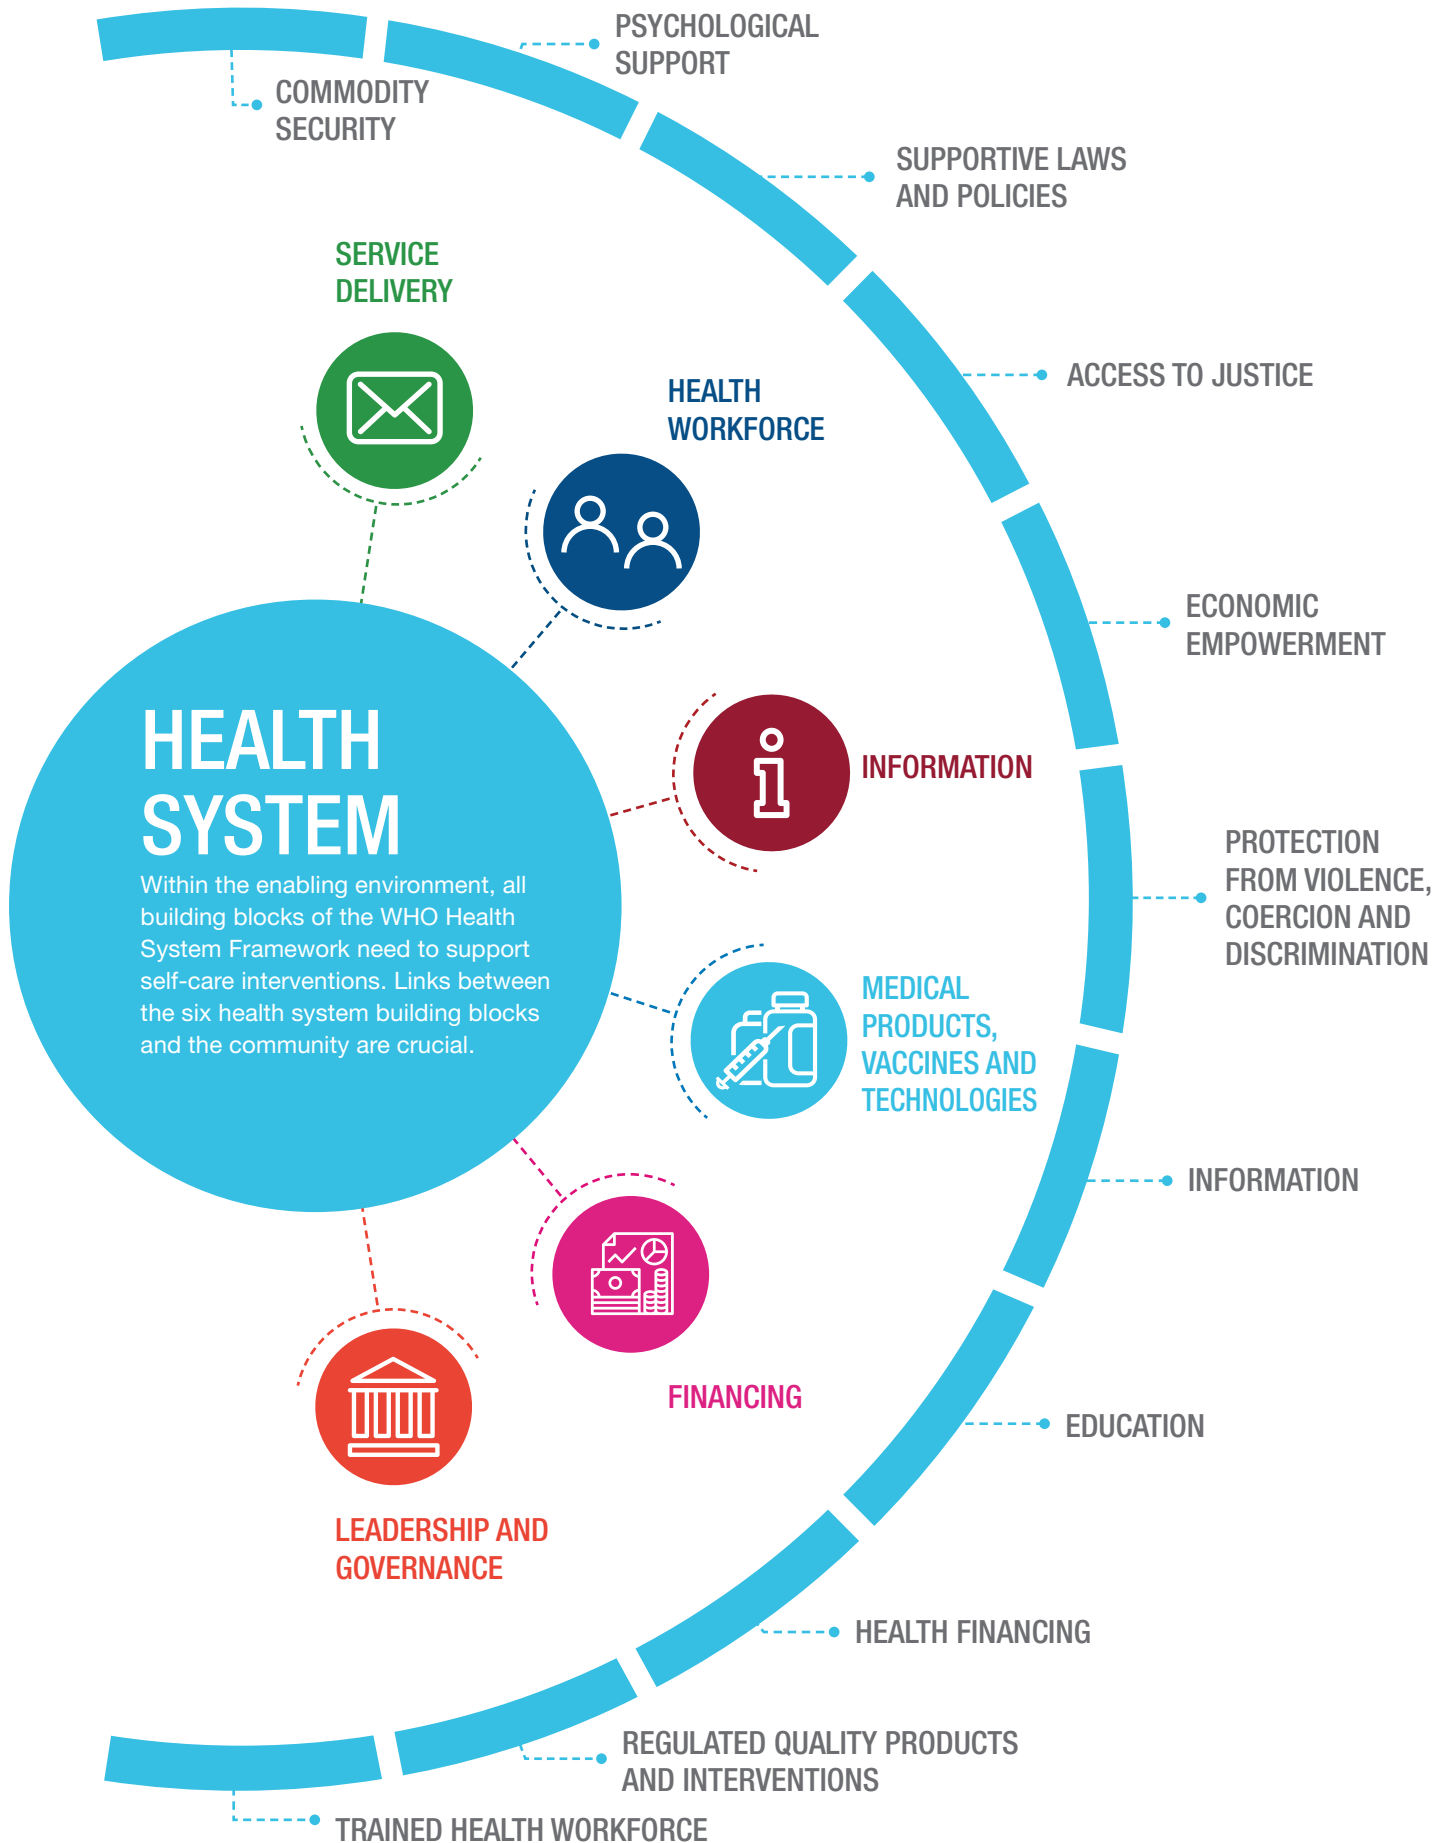 PSYCHOLOGICAL
SUPPORT
COMMODITY
SECURITY
SUPPORTIVE LAWS
AND POLICIES
SERVICE
DELIVERY
ACCESS TO JUSTICE
HEALTH
WORKFORCE
ECONOMIC
EMPOWERMENT
HEALTH
SYSTEM
Within the enabling environment, all
building blocks of the WHO Health
System Framework need to support
self-care interventions. Links between
the six health system building blocks
and the community are crucial.
INFORMATION
PROTECTION
FROM VIOLENCE,
COERCION AND
DISCRIMINATION
MEDICAL
PRODUCTS,
VACCINES AND
TECHNOLOGIES
INFORMATION
FINANCING
EDUCATION
LEADERSHIP AND
GOVERNANCE
HEALTH FINANCING
REGULATED QUALITY PRODUCTS
AND INTERVENTIONS
TRAINED HEALTH WORKFORCE